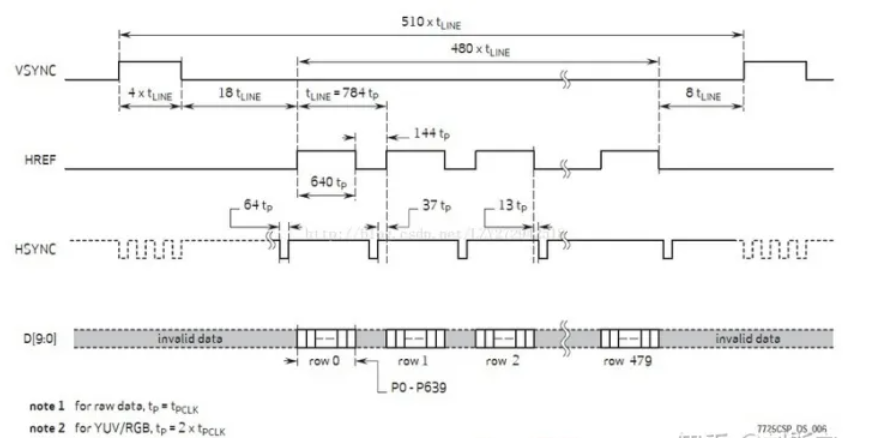 510 x tLINE
480 x tLINE
VSYNC
4 x tLINE
18 tLINE
tLINE = 784 tP
8 tLINE
144 tP
HREF
640 tP
64 tP
37 tP
13 tP
HSYNC
D[9:0]
invalid data
invalid data
row 0
row 1
row 2
row 479
P0 - P639
note 1 for raw data, tP = tPCLK
note 2 for YUV/RGB, tP = 2 x tPCLK
7725CSP_DS_006